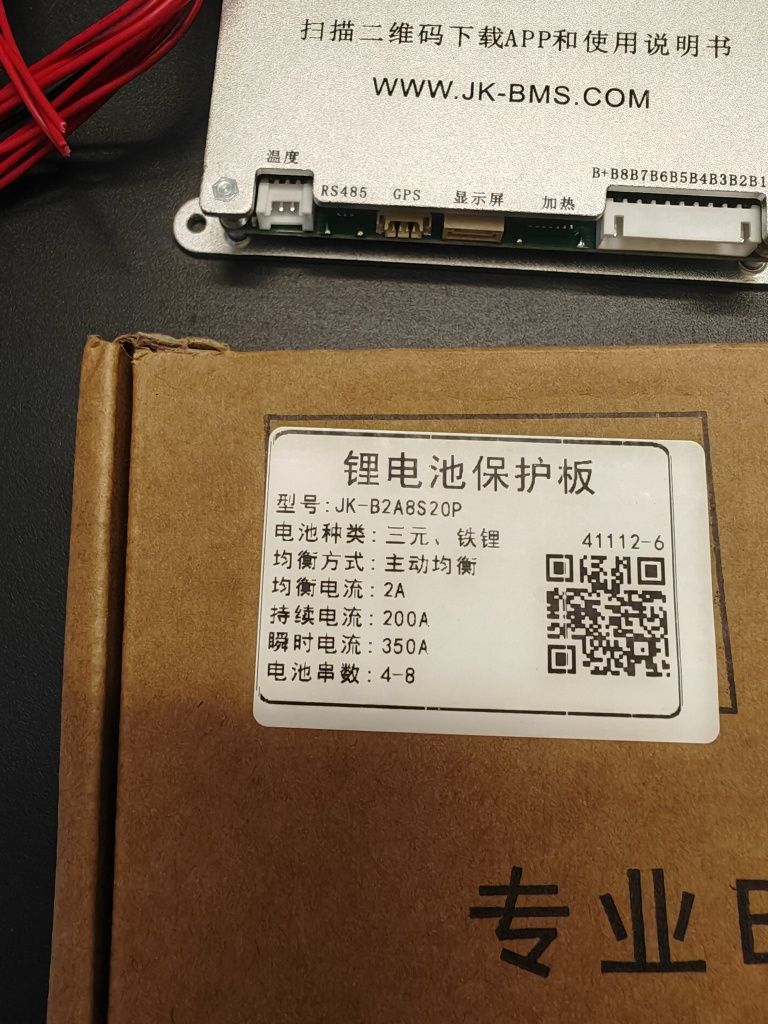 扫描二维码下载APP和使用说明书
WWW.JK-BMS.COM
温度
RS485
GPS
显示屏
加热
B+B8B7B6B5B4B3B2B1
锂电池保护板
型号:JK-B2A8S20P
电池种类:三元、铁锂
41112-6
均衡方式:主动均衡
均衡电流:2A
持续电流:200A
瞬时电流:350A
电池串数:4-8
专业